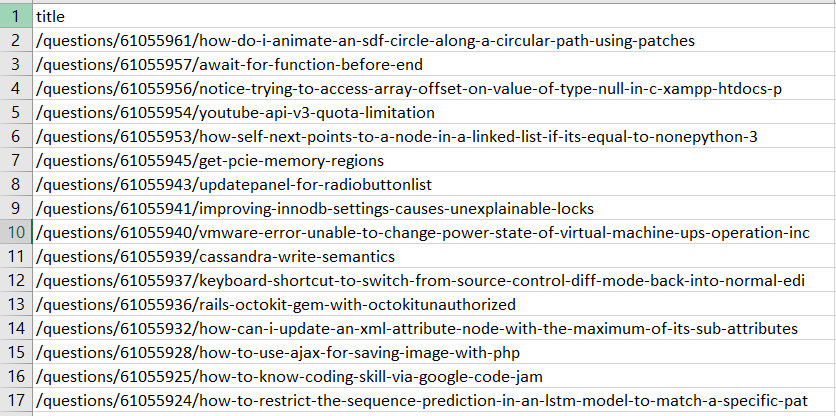 1 title
2 /questions/61055961/how-do-i-animate-an-sdf-circle-along-a-circular-path-using-patches
3 /questions/61055957/await-for-function-before-end
4 /questions/61055956/notice-trying-to-access-array-offset-on-value-of-type-null-in-c-xampp-htdocs-p
5 /questions/61055954/youtube-api-v3-quota-limitation
6 /questions/61055953/how-self-next-points-to-a-node-in-a-linked-list-if-its-equal-to-nonepython-3
7 /questions/61055945/get-pcie-memory-regions
8 /questions/61055943/updatepanel-for-radiobuttonlist
9 /questions/61055941/improving-innodb-settings-causes-unexplainable-locks
10 /questions/61055940/vmware-error-unable-to-change-power-state-of-virtual-machine-ups-operation-inc
11 /questions/61055939/cassandra-write-semantics
12 /questions/61055937/keyboard-shortcut-to-switch-from-source-control-diff-mode-back-into-normal-edi
13 /questions/61055936/rails-octokit-gem-with-octokitunauthorized
14 /questions/61055932/how-can-i-update-an-xml-attribute-node-with-the-maximum-of-its-sub-attributes
15 /questions/61055928/how-to-use-ajax-for-saving-image-with-php
16 /questions/61055925/how-to-know-coding-skill-via-google-code-jam
17 /questions/61055924/how-to-restrict-the-sequence-prediction-in-an-lstm-model-to-match-a-specific-pat